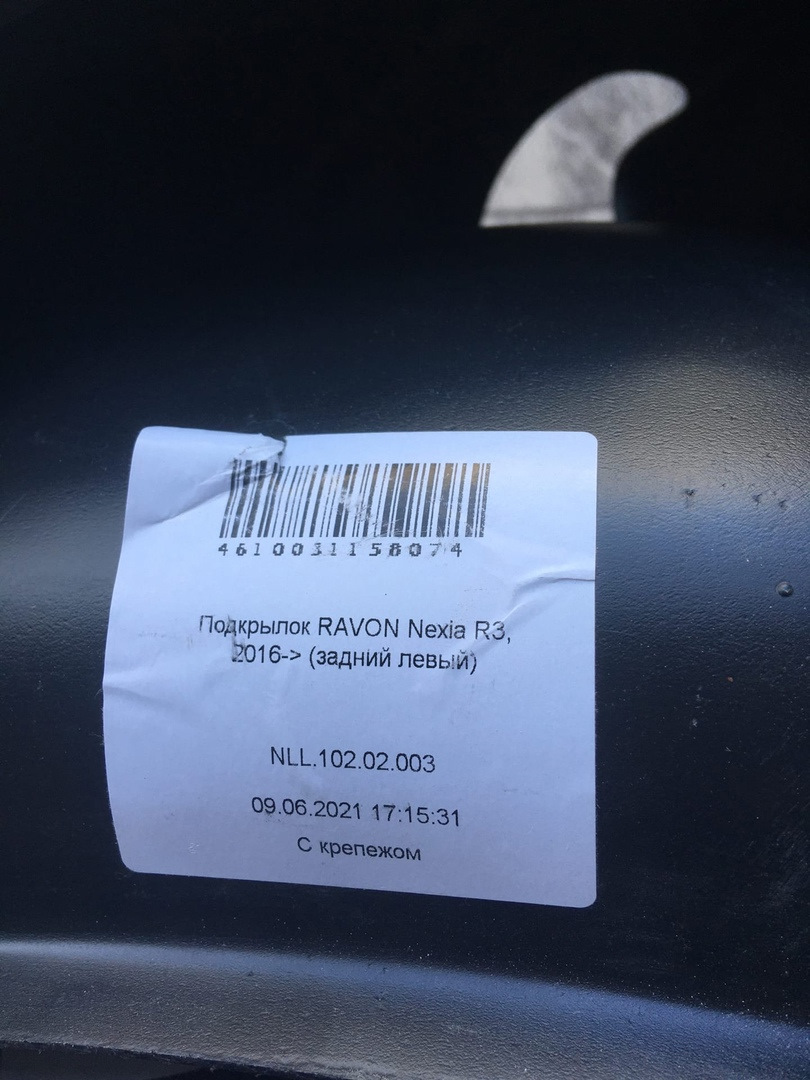 4610031158074
Подкрылок RAVON Nexia R3,
2016-> (задний левый)
NLL.102.02.003
09.06.2021 17:15:31
С крепежом